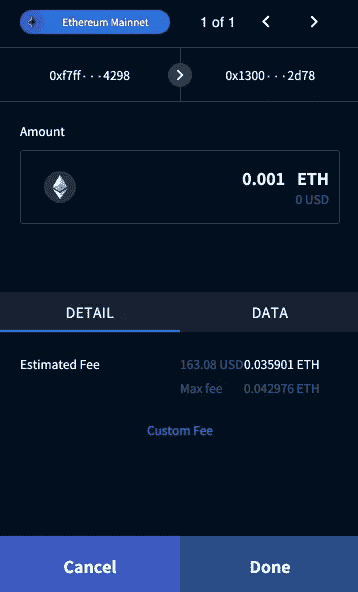 Ethereum Mainnet 1 of 1
0xf7ff···4298 0x1300···2d78
Amount
0.001 ETH
0 USD
DETAIL DATA
Estimated Fee 163.08 USD 0.035901 ETH
Max fee 0.042976 ETH
Custom Fee
Cancel Done